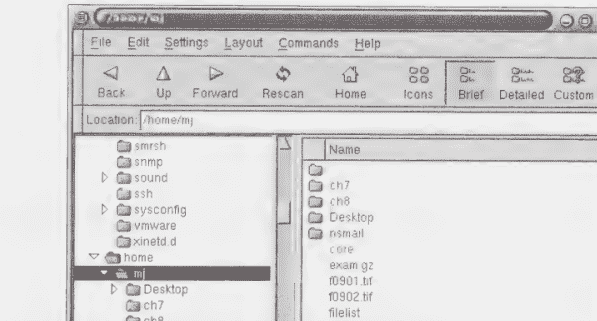 /home/mj
File Edit Settings Layout Commands Help
Back Up Forward Rescan Home Icons Brief Detailed Custom
Location: /home/mj
smrsh
snmp
sound
ssh
sysconfig
vmware
xinetd.d
home
mj
Desktop
ch7
ch8
Name
ch7
ch8
Desktop
nsmail
core
exam.gz
f0901.tif
f0902.tif
filelist